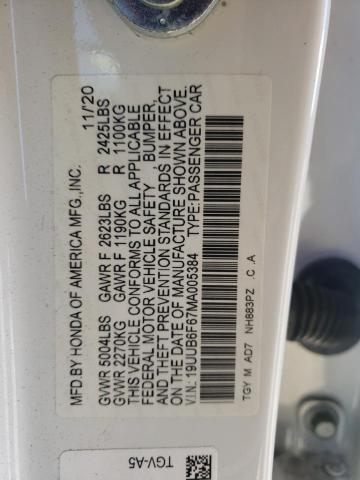 MFD.BY HONDA OF AMERICA MFG.,INC. 11/20
GVWR 5004LBS GAWR F 2623LBS R 2425LBS
GVWR 2270KG GAWR F 1190KG R 1100KG
THIS VEHICLE CONFORMS TO ALL APPLICABLE
FEDERAL MOTOR VEHICLE SAFETY BUMPER,
AND THEFT PREVENTION STANDARDS IN EFFECT
ON THE DATE OF MANUFACTURE SHOWN ABOVE.
V.I.N.: 19UUB6F67MA005384 TYPE:PASSENGER CAR
TGY M AD7 NH883PZ .C .A
TGV-A5